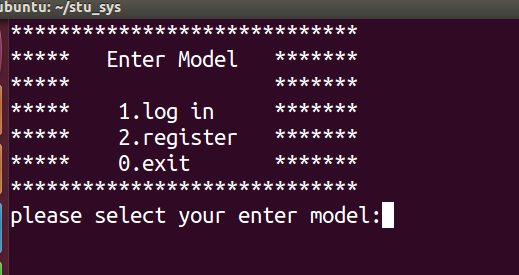 ubuntu: ~/stu_sys
*****************************
***** Enter Model *******
***** *******
***** 1.log in *******
***** 2.register *******
***** 0.exit *******
*****************************
please select your enter model: